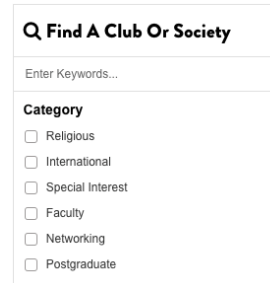 Find A Club Or Society
Enter Keywords...
Category
Religious
International
Special Interest
Faculty
Networking
Postgraduate